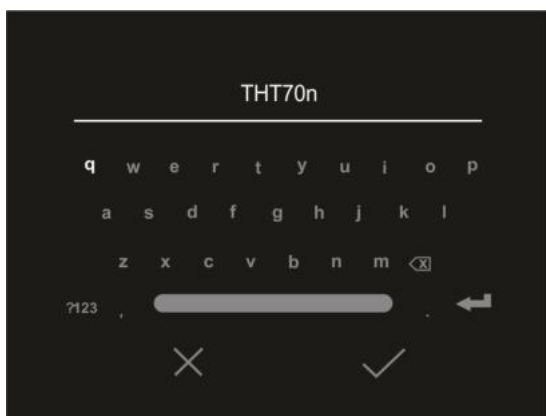 THT70n
q w e r t y u i o p
a s d f g h j k l
z x c v b n m
?123 , .